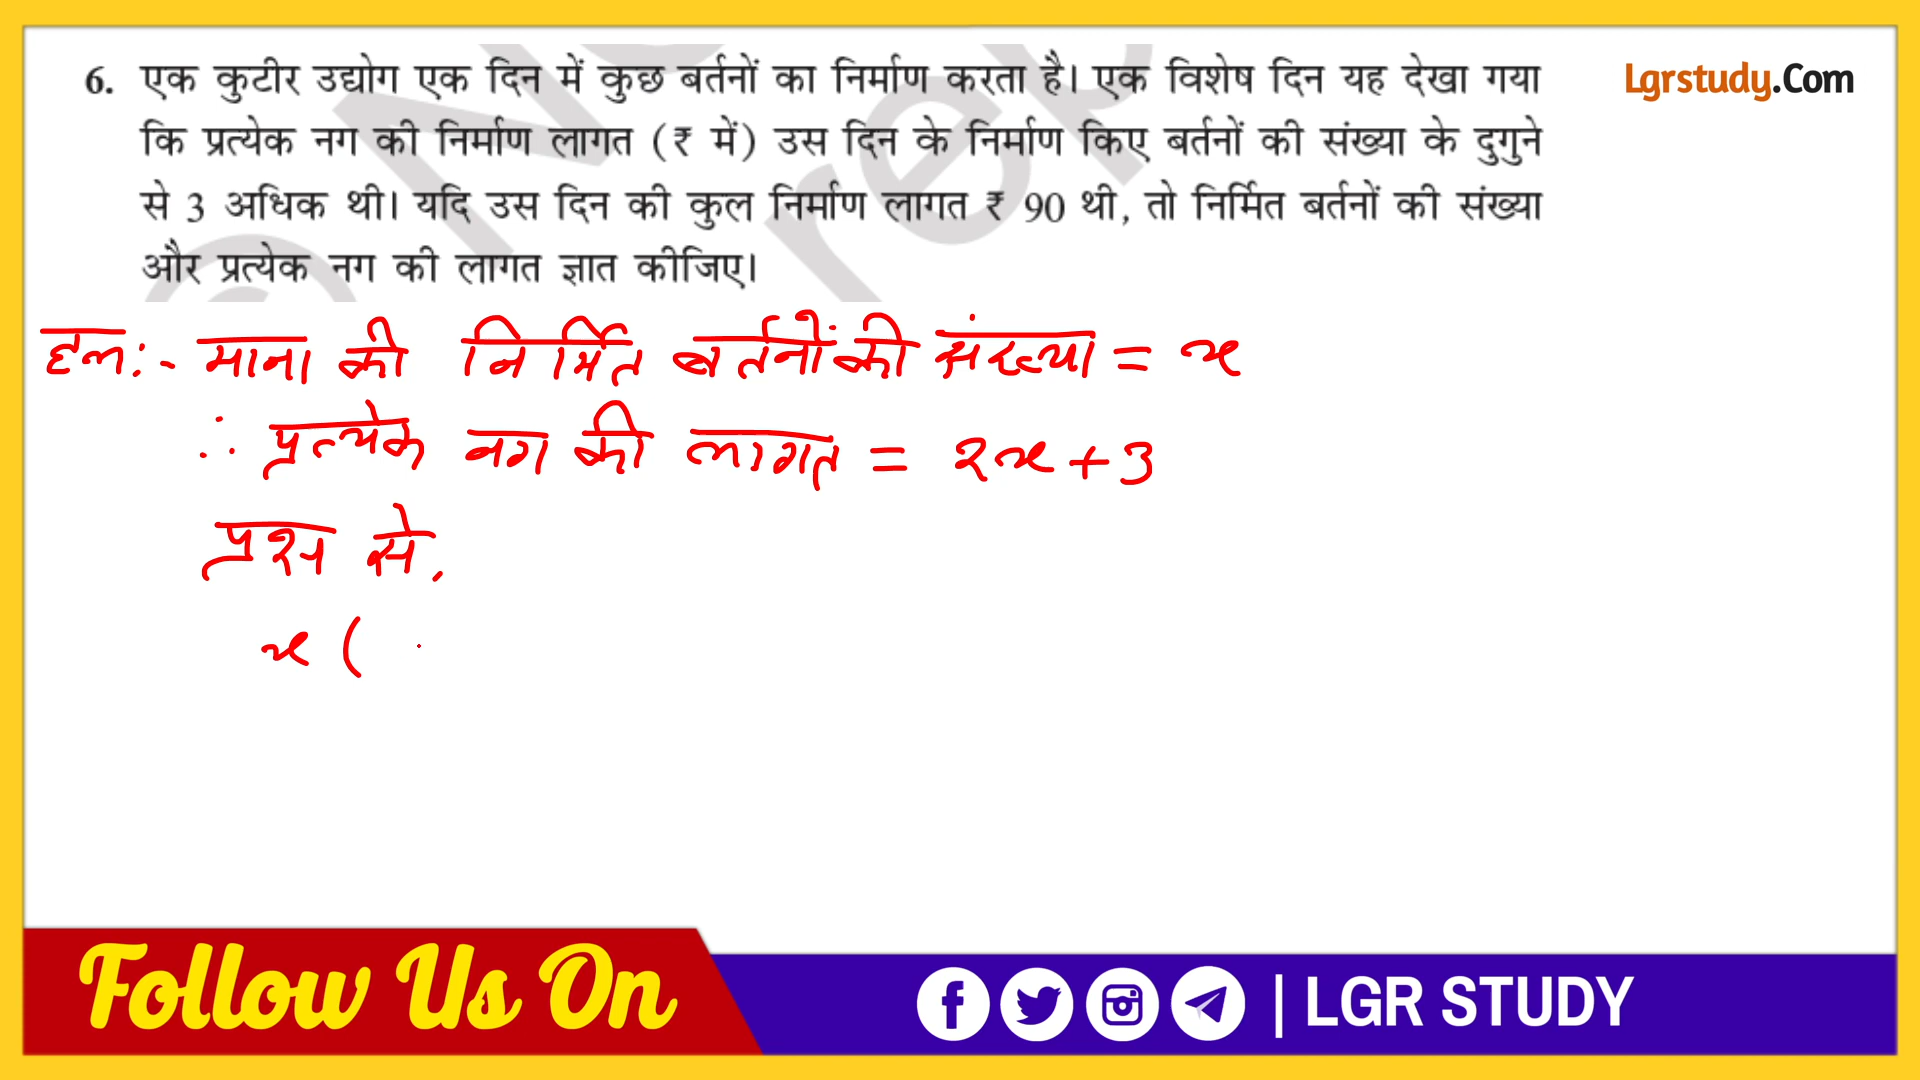 6. एक कुटीर उद्योग एक दिन में कुछ बर्तनों का निर्माण करता है। एक विशेष दिन यह देखा गया
कि प्रत्येक नग की निर्माण लागत (₹ में) उस दिन के निर्माण किए बर्तनों की संख्या के दुगुने
से 3 अधिक थी। यदि उस दिन की कुल निर्माण लागत ₹ 90 थी, तो निर्मित बर्तनों की संख्या
और प्रत्येक नग की लागत ज्ञात कीजिए।
Lgrstudy.Com
हल:- माना की निर्मित बर्तनों की संख्या = x
∴ प्रत्येक नग की लागत = 2x+3
प्रश्न से,
x (
Follow Us On
| LGR STUDY